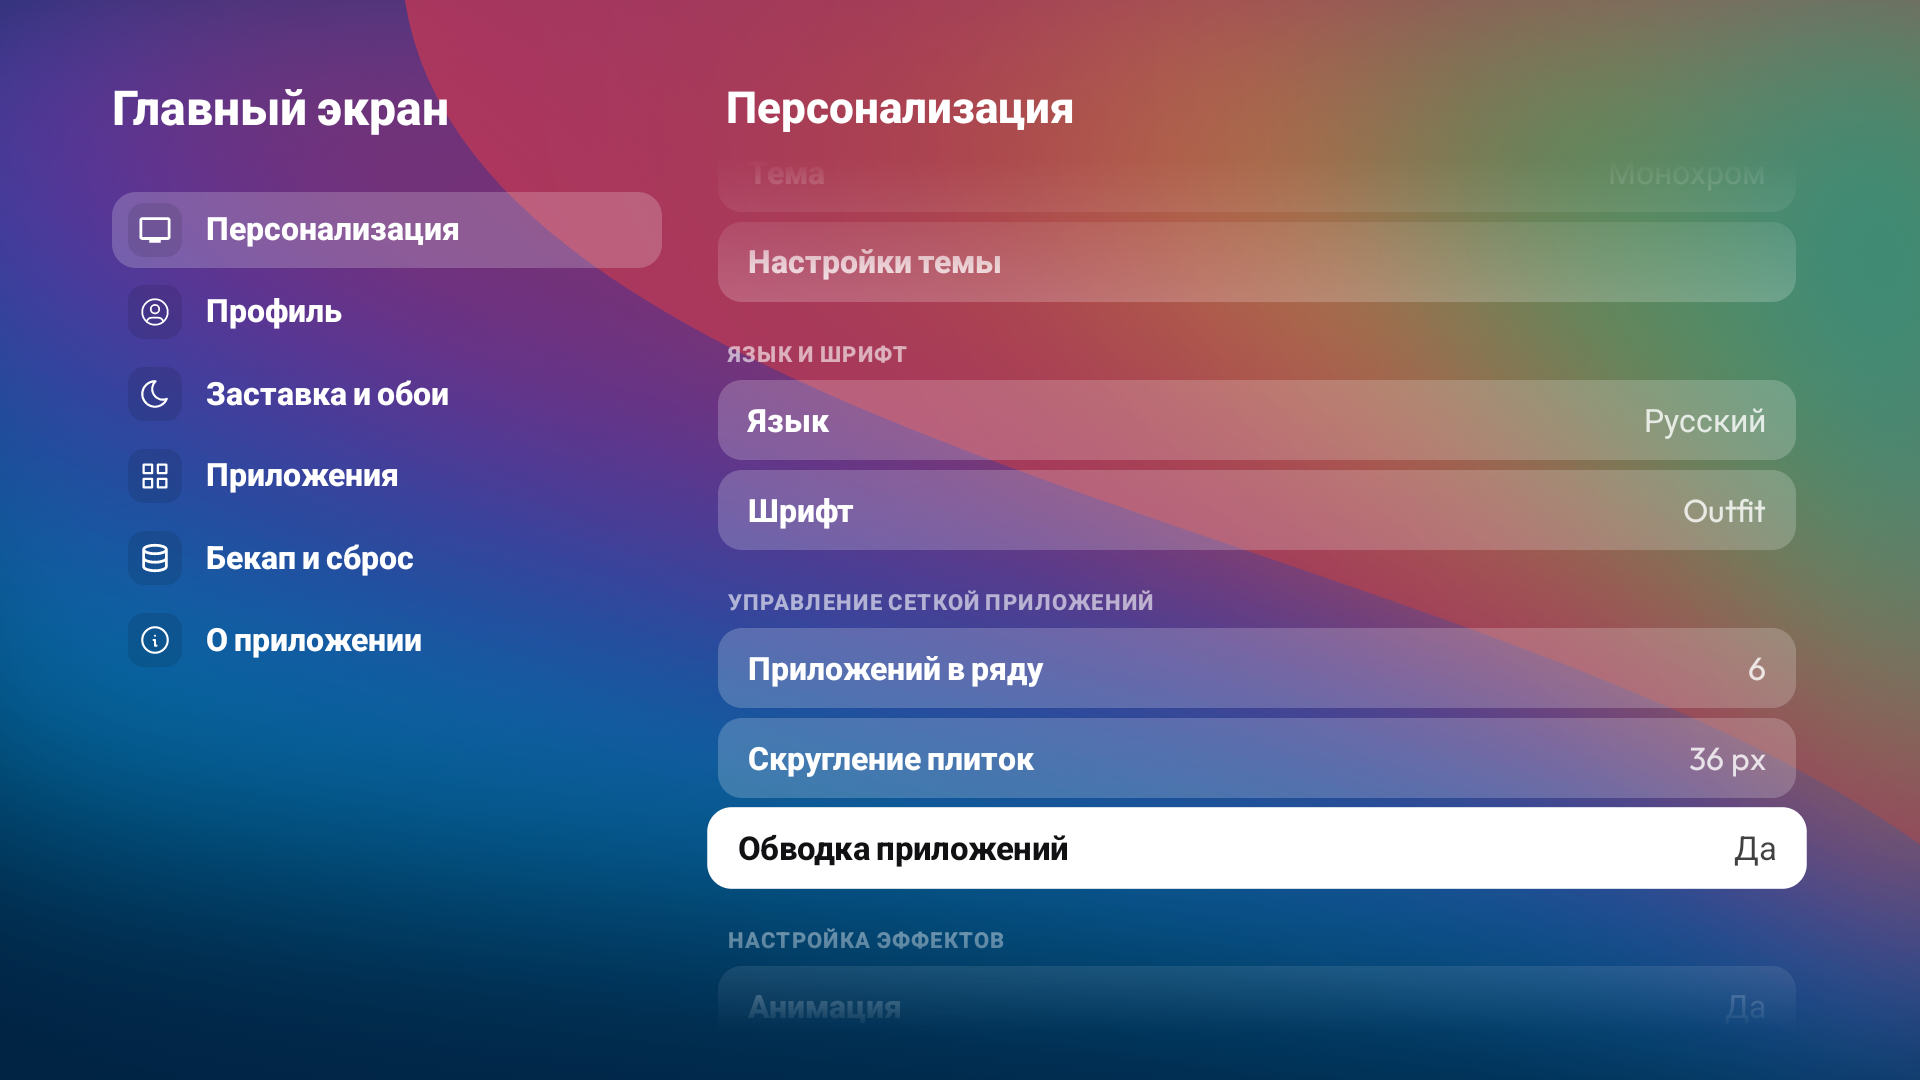 Главный экран
Персонализация
Профиль
Заставка и обои
Приложения
Бекап и сброс
О приложении
Персонализация
Тема Монохром
Настройки темы
ЯЗЫК И ШРИФТ
Язык Русский
Шрифт Outfit
УПРАВЛЕНИЕ СЕТКОЙ ПРИЛОЖЕНИЙ
Приложений в ряду 6
Скругление плиток 36 px
Обводка приложений Да
НАСТРОЙКА ЭФФЕКТОВ
Анимация Да